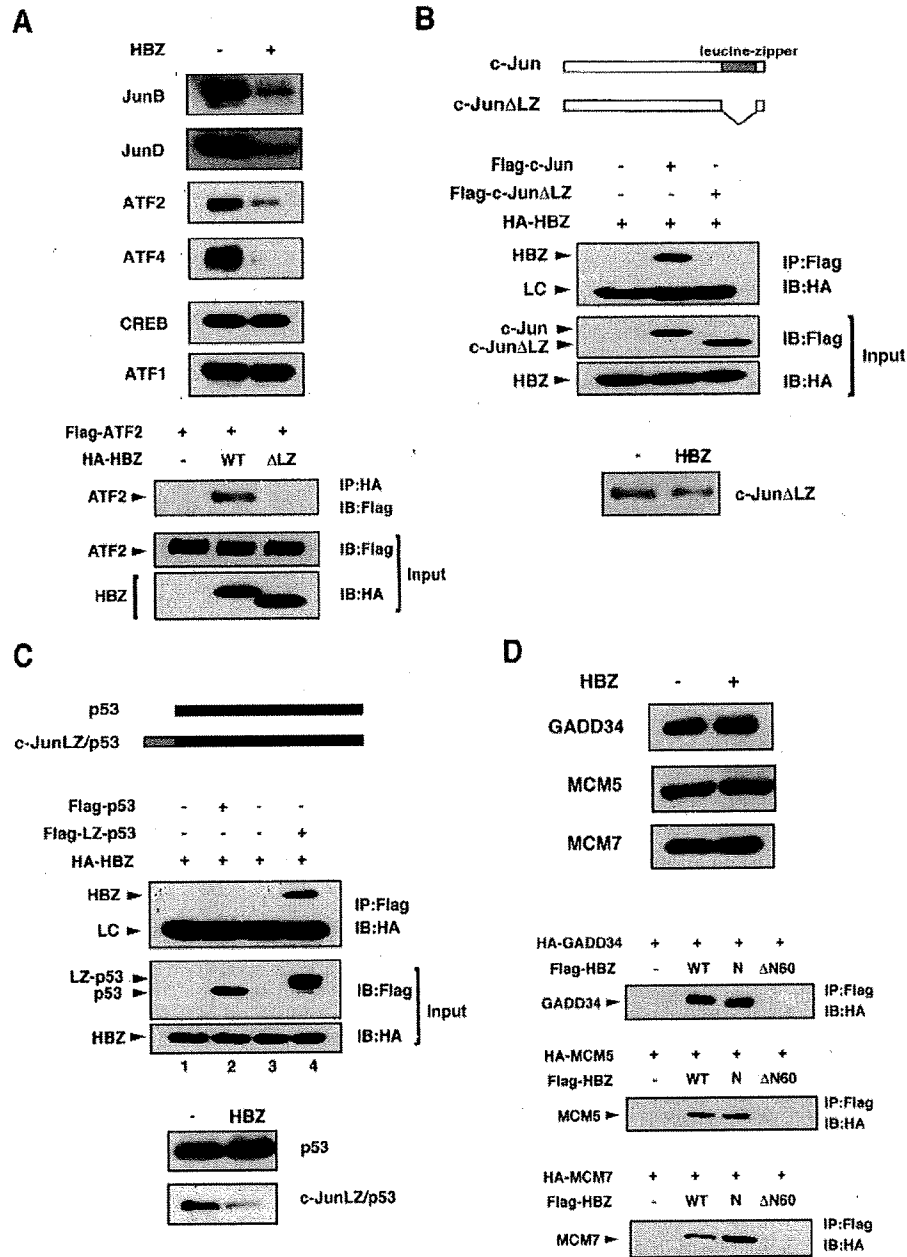 A
HBZ - +
JunB
JunD
ATF2
ATF4
CREB
ATF1
Flag-ATF2 + + +
HA-HBZ - WT ΔLZ
ATF2 IP:HA
IB:Flag
ATF2 IB:Flag
HBZ IB:HA
Input
B
leucine-zipper
c-Jun
c-JunΔLZ
Flag-c-Jun - + -
Flag-c-JunΔLZ - - +
HA-HBZ + + +
HBZ IP:Flag
LC IB:HA
c-Jun
c-JunΔLZ IB:Flag
HBZ IB:HA
Input
- HBZ
c-JunΔLZ
C
p53
c-JunLZ/p53
Flag-p53 - + - -
Flag-LZ-p53 - - - +
HA-HBZ + + + +
HBZ IP:Flag
LC IB:HA
LZ-p53
p53 IB:Flag
HBZ IB:HA
Input
1 2 3 4
- HBZ
p53
c-JunLZ/p53
D
HBZ - +
GADD34
MCM5
MCM7
HA-GADD34 + + + +
Flag-HBZ - WT N ΔN60
GADD34 IP:Flag
IB:HA
HA-MCM5 + + + +
Flag-HBZ - WT N ΔN60
MCM5 IP:Flag
IB:HA
HA-MCM7 + + + +
Flag-HBZ - WT N ΔN60
MCM7 IP:Flag
IB:HA